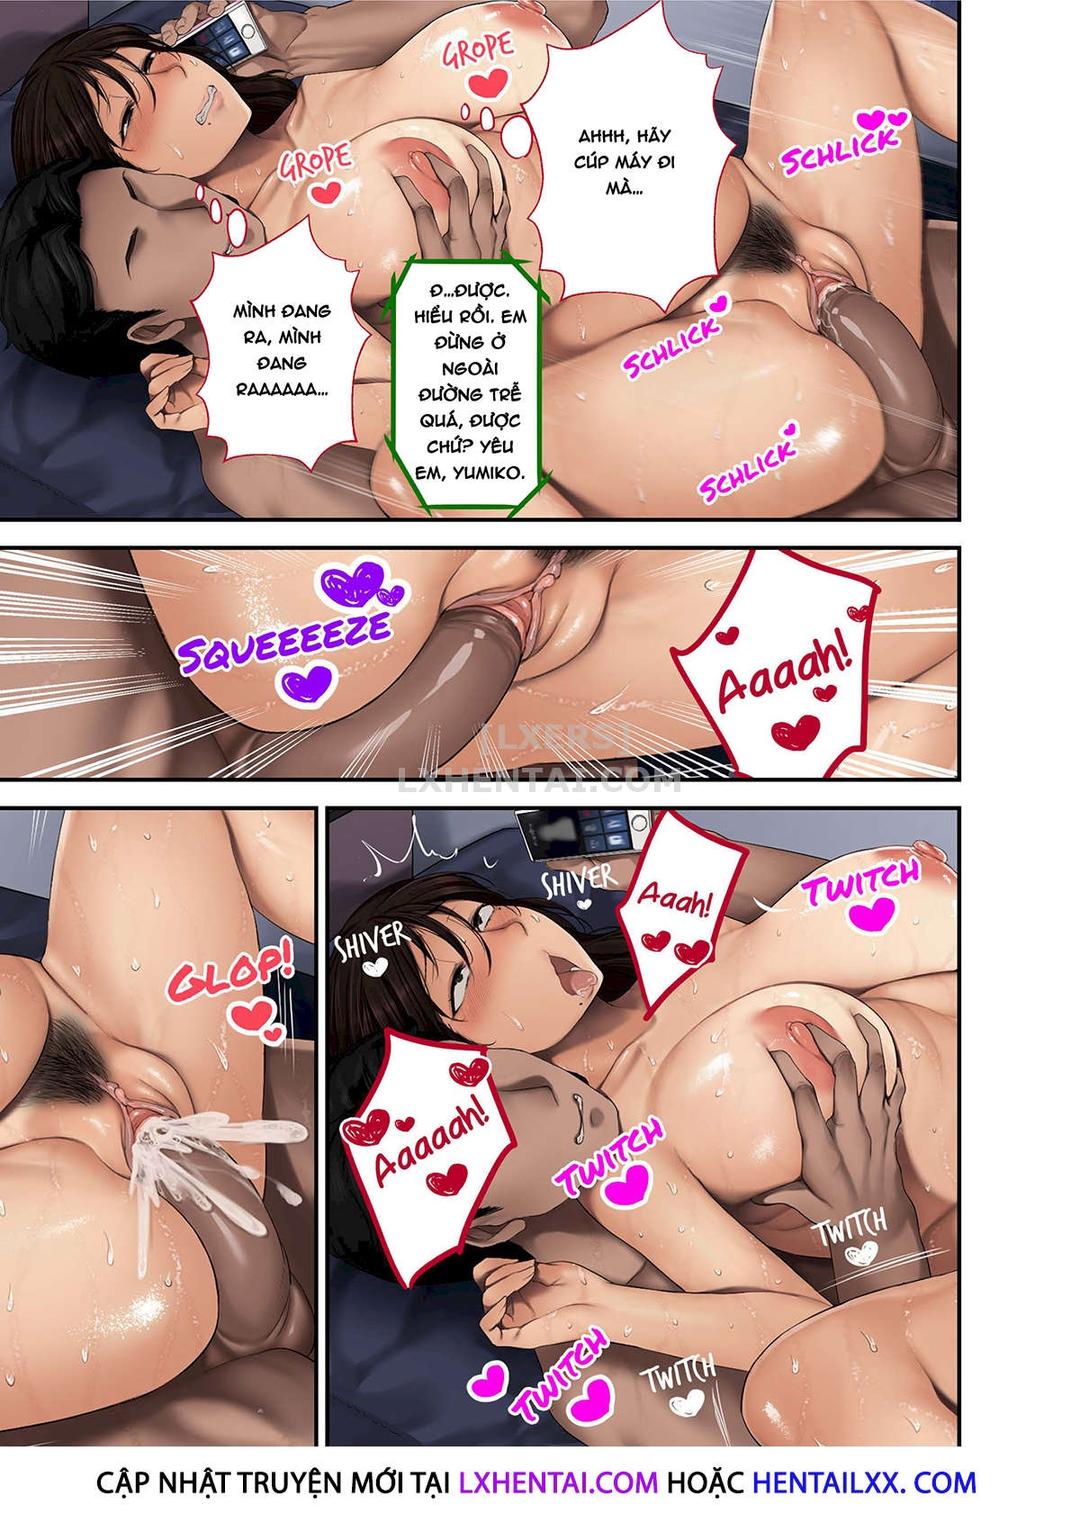 GROPE
AHHH, HÃY
CÚP MÁY ĐI
MÀ...
SCHLICK
GROPE
Đ...ĐƯỢC.
HIỂU RỒI. EM
ĐỪNG Ở
NGOÀI
ĐƯỜNG TRỄ
QUÁ, ĐƯỢC
CHỨ? YÊU
EM, YUMIKO.
MÌNH ĐANG
RA, MÌNH
ĐANG
RAAAAAA...
SCHLICK
SCHLICK
SQUEEEEZE
Aaaah!
[LXERS]
LXHENTAI.COM
GLOP!
SHIVER
SHIVER
Aaah!
TWITCH
Aaaaah!
TWITCH
TWITCH
TWITCH
TWITCH
CẬP NHẬT TRUYỆN MỚI TẠI LXHENTAI.COM HOẶC HENTAILXX. COM